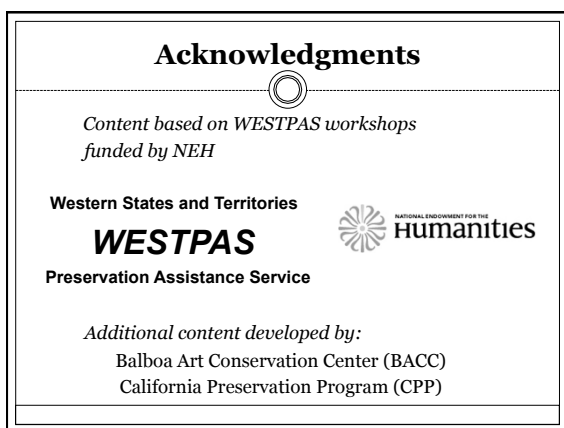 Acknowledgments
Content based on WESTPAS workshops
funded by NEH
Western States and Territories
WESTPAS
Preservation Assistance Service
NATIONAL ENDOWMENT FOR THE
Humanities
Additional content developed by:
Balboa Art Conservation Center (BACC)
California Preservation Program (CPP)